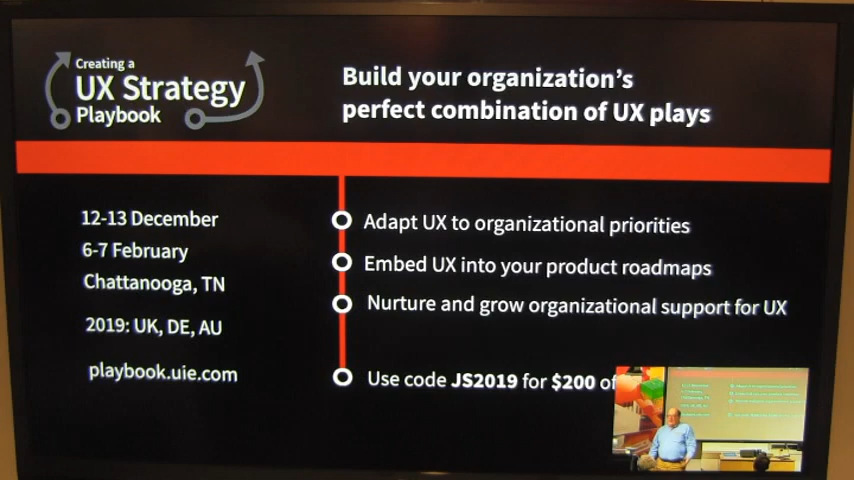 Creating a
UX Strategy
Playbook
Build your organization's
perfect combination of UX plays
12-13 December
6-7 February
Chattanooga, TN
2019: UK, DE, AU
playbook.uie.com
Adapt UX to organizational priorities
Embed UX into your product roadmaps
Nurture and grow organizational support for UX
Use code JS2019 for $200